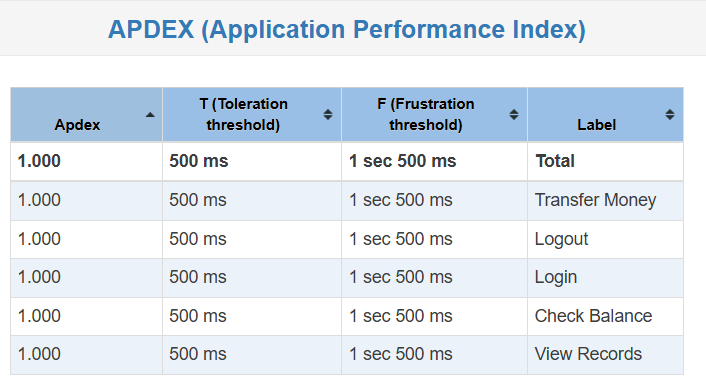 APDEX (Application Performance Index)
Apdex T (Toleration threshold) F (Frustration threshold) Label
1.000 500 ms 1 sec 500 ms Total
1.000 500 ms 1 sec 500 ms Transfer Money
1.000 500 ms 1 sec 500 ms Logout
1.000 500 ms 1 sec 500 ms Login
1.000 500 ms 1 sec 500 ms Check Balance
1.000 500 ms 1 sec 500 ms View Records